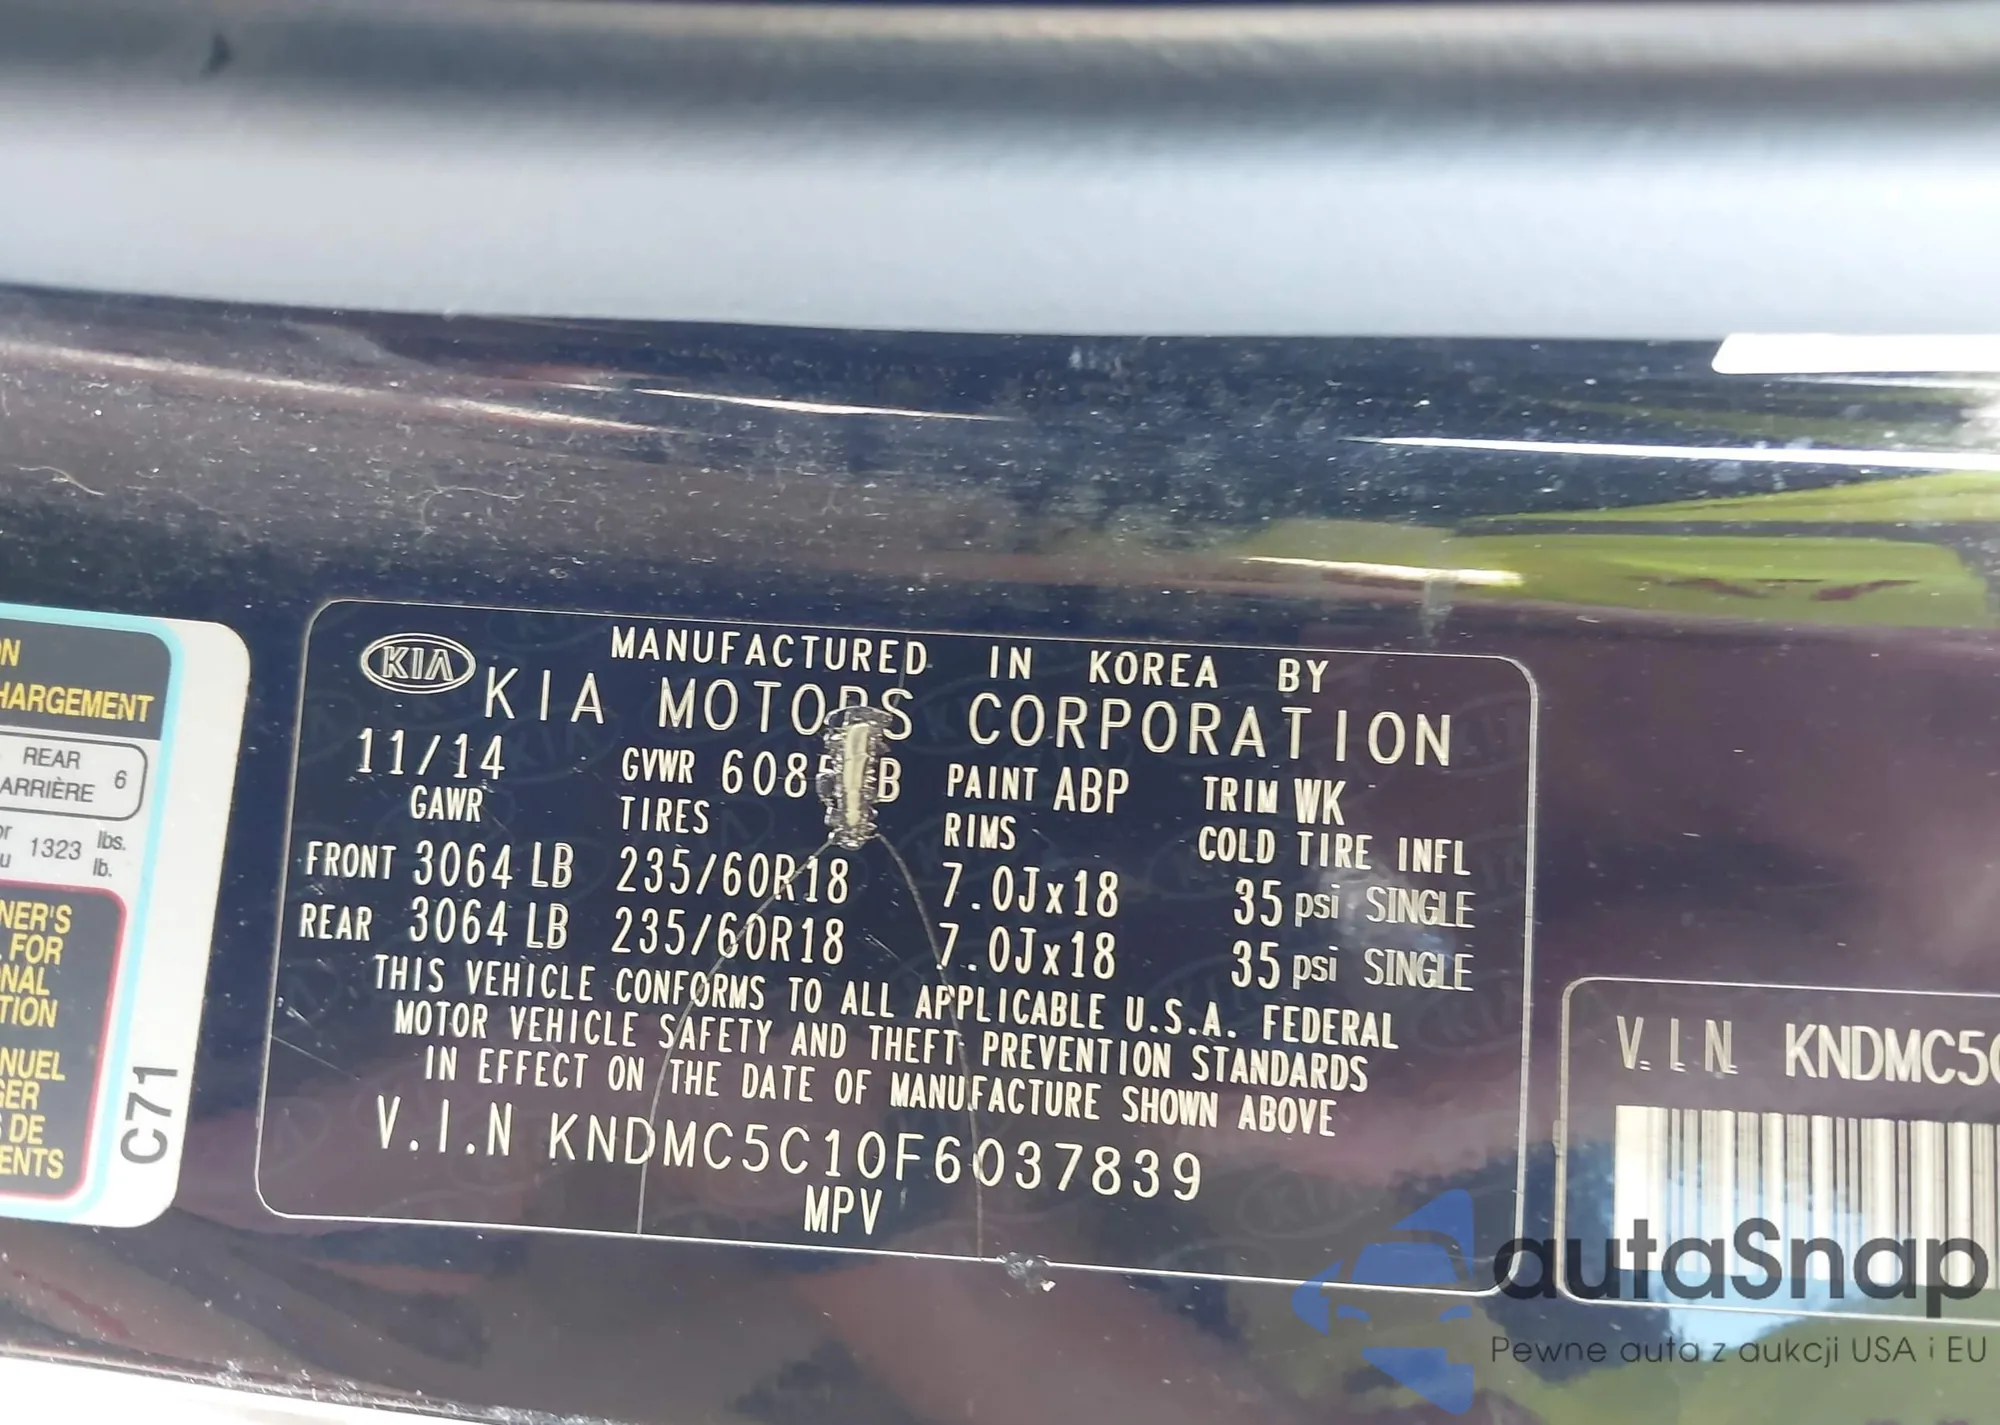 ON
HARGEMENT
REAR
ARRIÈRE 6
or
u 1323 lbs.
lb.
NER'S
FOR
NAL
TION
NUEL
GER
S DE
ENTS
C71
KIA
MANUFACTURED IN KOREA BY
KIA MOTORS CORPORATION
11/14 GVWR PAINT ABP TRIM WK
GAWR TIRES RIMS COLD TIRE INFL
FRONT 3064 LB 235/60R18 7.0Jx18 35 psi SINGLE
REAR 3064 LB 235/60R18 7.0Jx18 35 psi SINGLE
THIS VEHICLE CONFORMS TO ALL APPLICABLE U.S.A. FEDERAL
MOTOR VEHICLE SAFETY AND THEFT PREVENTION STANDARDS
IN EFFECT ON THE DATE OF MANUFACTURE SHOWN ABOVE
V.I.N KNDMC5C10F6037839
MPV
V.I.N KNDMC5C
autaSnap
Pewne auta z aukcji USA i EU